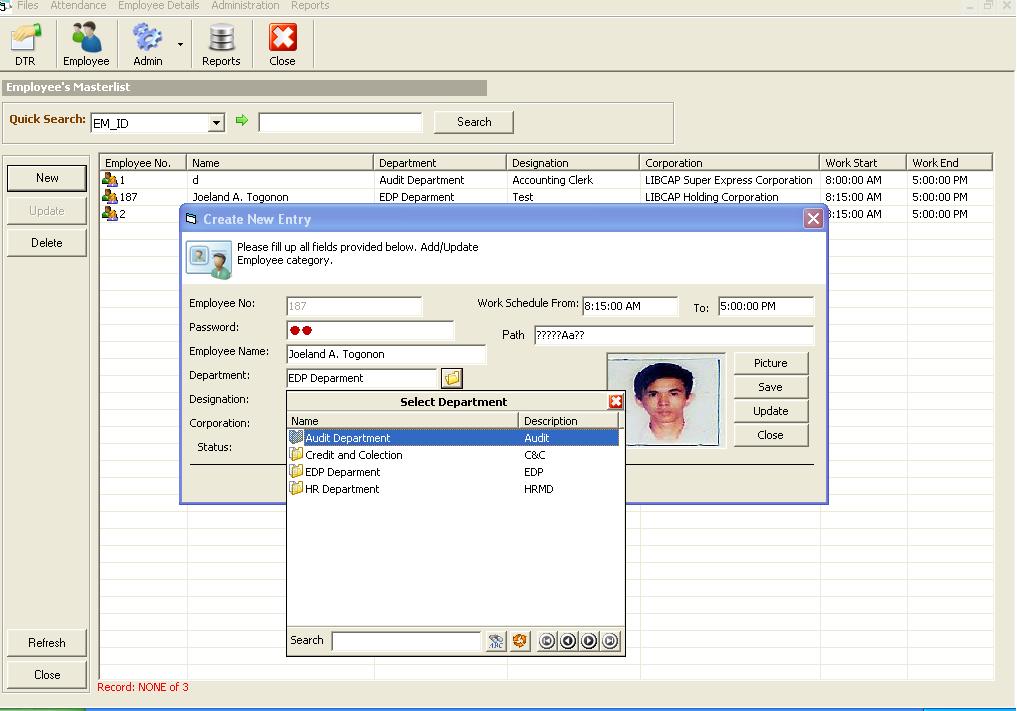 Files Attendance Employee Details Administration Reports
DTR Employee Admin Reports Close
Employee's Masterlist
Quick Search: EM_ID Search
New
Update
Delete
Refresh
Close
Employee No. Name Department Designation Corporation Work Start Work End
1 d Audit Department Accounting Clerk LIBCAP Super Express Corporation 8:00:00 AM 5:00:00 PM
187 Joeland A. Togonon EDP Deparment Test LIBCAP Holding Corporation 8:15:00 AM 5:00:00 PM
2 8:15:00 AM 5:00:00 PM
Create New Entry
Please fill up all fields provided below. Add/Update
Employee category.
Employee No: 187 Work Schedule From: 8:15:00 AM To: 5:00:00 PM
Password: Path ?????Aa??
Employee Name: Joeland A. Togonon
Department: EDP Deparment
Designation:
Corporation:
Status:
Picture
Save
Update
Close
Select Department
Name Description
Audit Department Audit
Credit and Colection C&C
EDP Deparment EDP
HR Department HRMD
Search ABC
Record: NONE of 3